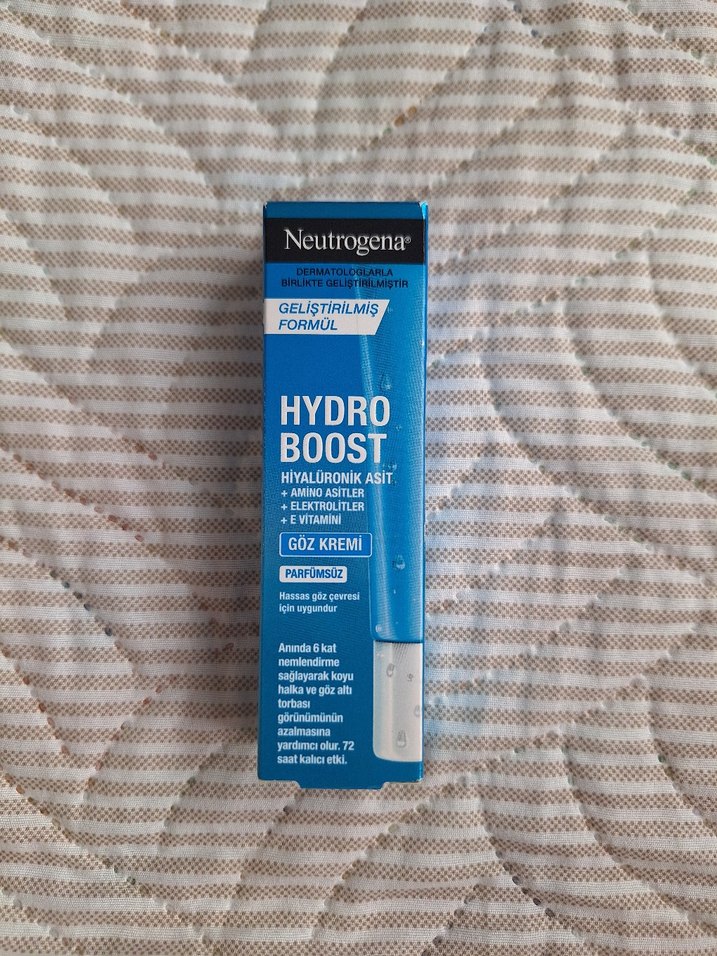 Neutrogena®
DERMATOLOGLARLA
BİRLİKTE GELİŞTİRİLMİŞTİR
GELİŞTİRİLMİŞ
FORMÜL
HYDRO
BOOST
HİYALÜRONİK ASİT
+ AMİNO ASİTLER
+ ELEKTROLİTLER
+ E VİTAMİNİ
GÖZ KREMİ
PARFÜMSÜZ
Hassas göz çevresi
için uygundur
Anında 6 kat
nemlendirme
sağlayarak koyu
halka ve göz altı
torbası
görünümünün
azalmasına
yardımcı olur. 72
saat kalıcı etki.